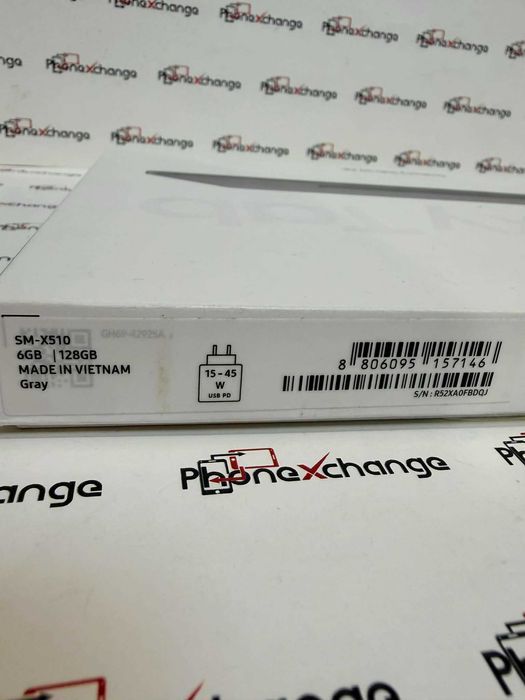 PhoneXchange
PhoneXchange
PhoneXchange
PhoneXchange
PhoneXchange
PhoneXchange
PhoneXchange
PhoneXchange
PhoneXchange
PhoneXchange
PhoneXchange
PhoneXchange
PhoneXchange
PhoneXchange
SM-X510
6GB | 128GB
MADE IN VIETNAM
Gray
15 - 45
W
USB PD
8 806095 157146
S/N : R52XA0FBDQJ
ange
PhoneXchange